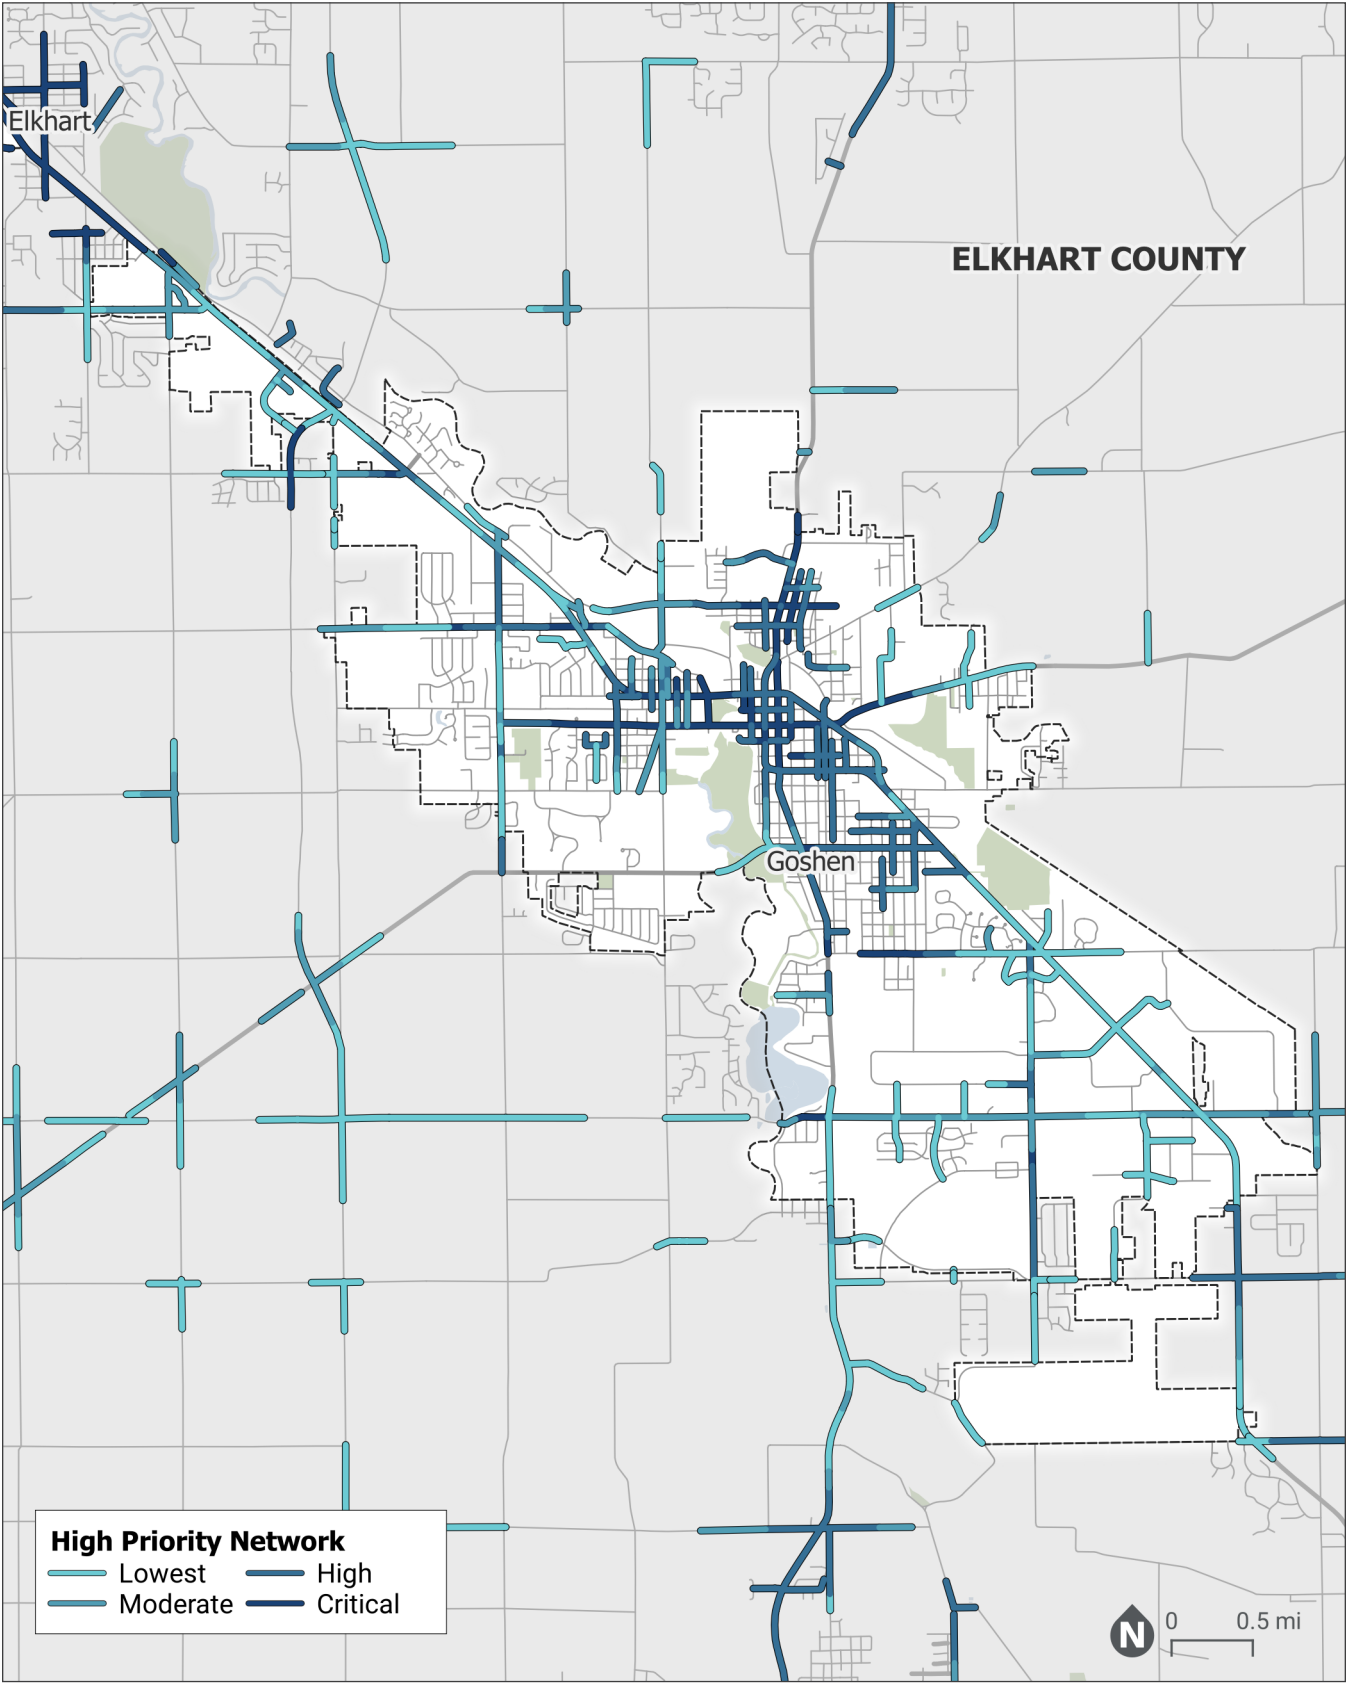 Elkhart
ELKHART COUNTY
Goshen
High Priority Network
Lowest
High
Moderate
Critical
N
0
0.5 mi